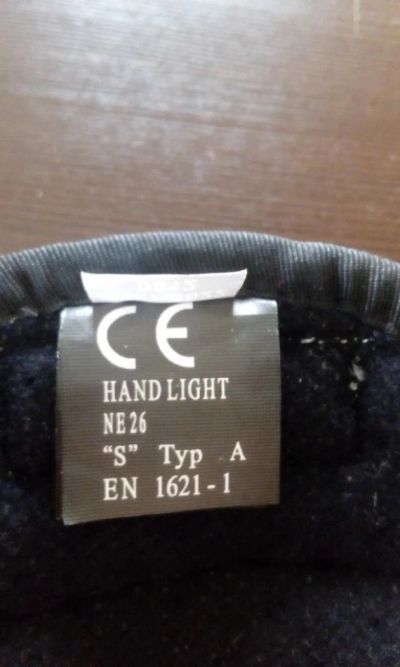 CE
HAND LIGHT
NE 26
“S” Typ A
EN 1621 - 1